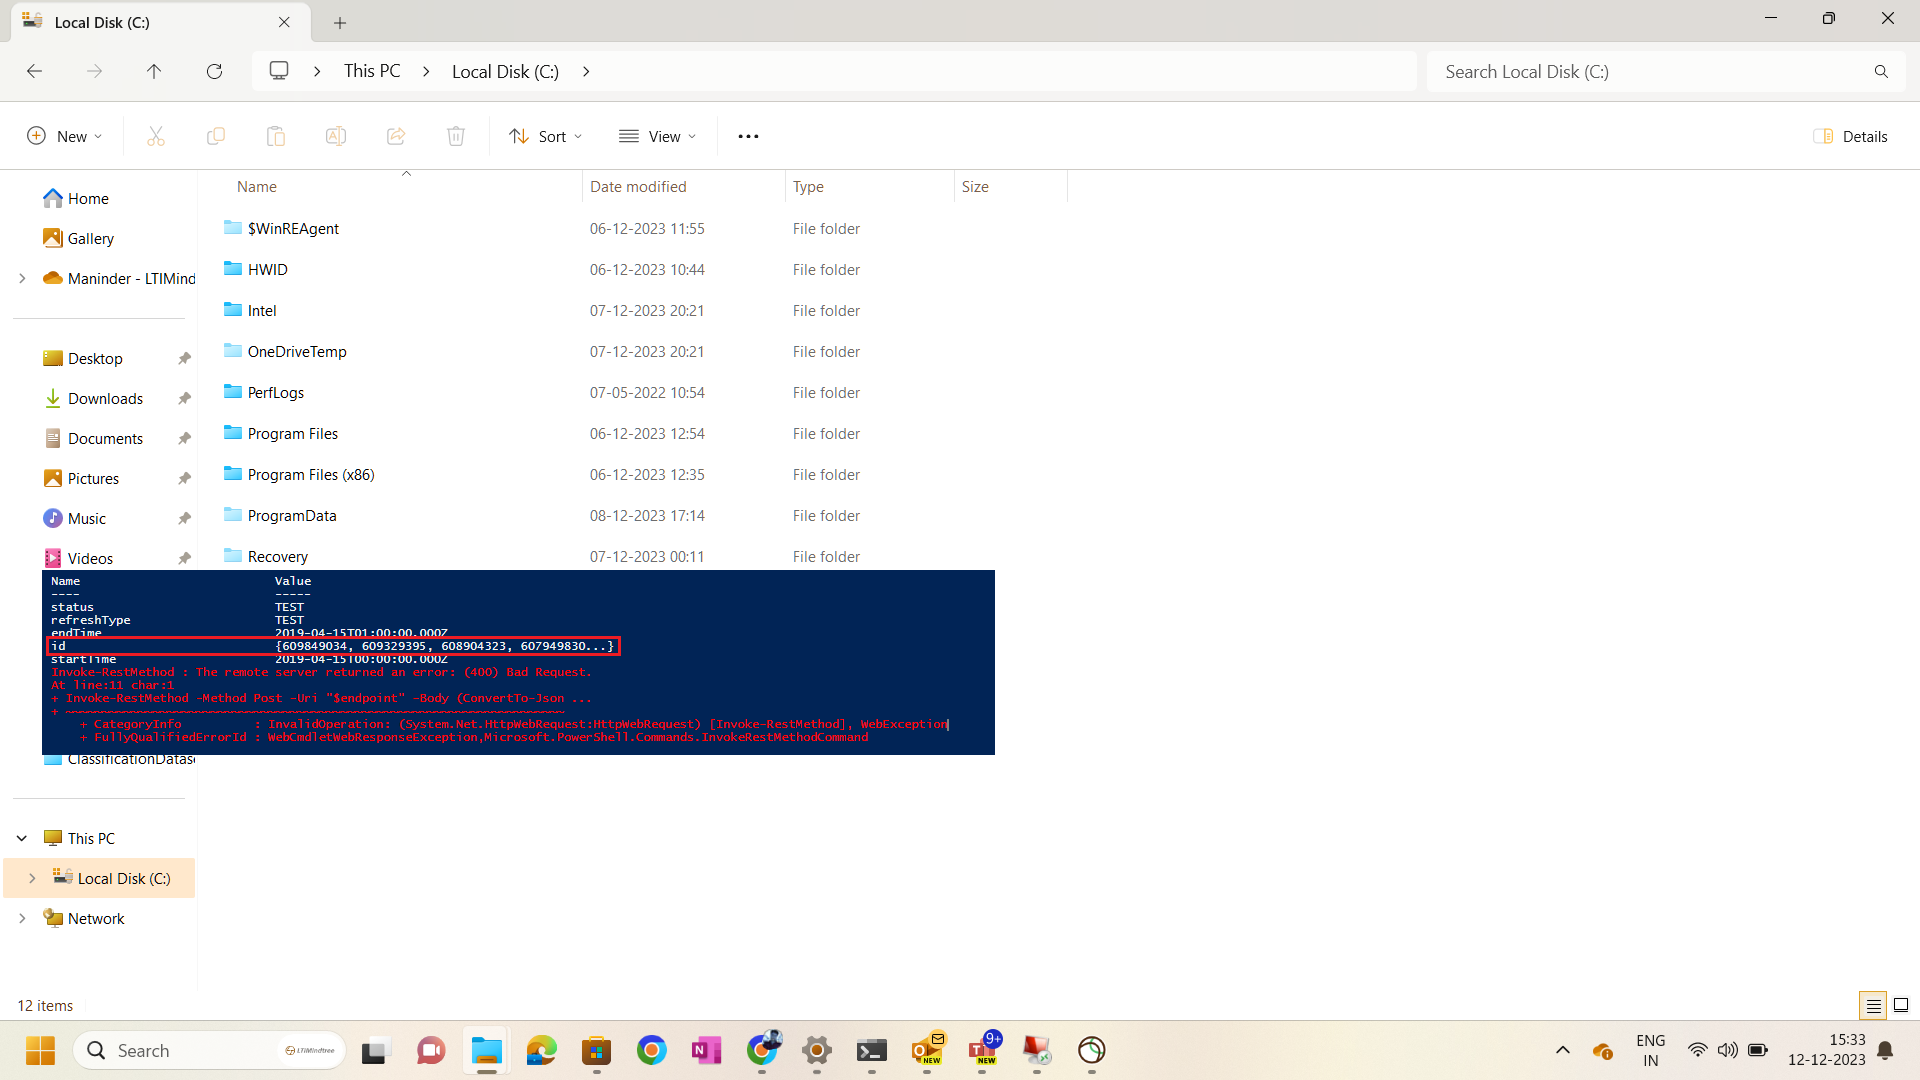 Local Disk (C:)
This PC
Local Disk (C:)
Search Local Disk (C:)
New
Sort
View
Details
Name
Date modified
Type
Size
Home
Gallery
Maninder - LTIMind
Desktop
Downloads
Documents
Pictures
Music
Videos
$WinREAgent 06-12-2023 11:55 File folder
HWID 06-12-2023 10:44 File folder
Intel 07-12-2023 20:21 File folder
OneDriveTemp 07-12-2023 20:21 File folder
PerfLogs 07-05-2022 10:54 File folder
Program Files 06-12-2023 12:54 File folder
Program Files (x86) 06-12-2023 12:35 File folder
ProgramData 08-12-2023 17:14 File folder
Recovery 07-12-2023 00:11 File folder
Name Value
---- -----
status TEST
refreshType TEST
endTime 2019-04-15T01:00:00.000Z
id {609849034, 609329395, 608904323, 607949830...}
startTime 2019-04-15T00:00:00.000Z
Invoke-RestMethod : The remote server returned an error: (400) Bad Request.
At line:11 char:1
+ Invoke-RestMethod -Method Post -Uri "$endpoint" -Body (ConvertTo-Json ...
+ ~~~~~~~~~~~~~~~~~~~~~~~~~~~~~~~~~~~~~~~~~~~~~~~~~~~~~~~~~~~~~~~~~~~~~
+ CategoryInfo : InvalidOperation: (System.Net.HttpWebRequest:HttpWebRequest) [Invoke-RestMethod], WebException
+ FullyQualifiedErrorId : WebCmdletWebResponseException,Microsoft.PowerShell.Commands.InvokeRestMethodCommand
ClassificationDatase
This PC
Local Disk (C:)
Network
12 items
Search
LTIMindtree
NEW
9+
NEW
ENG
IN
15:33
12-12-2023